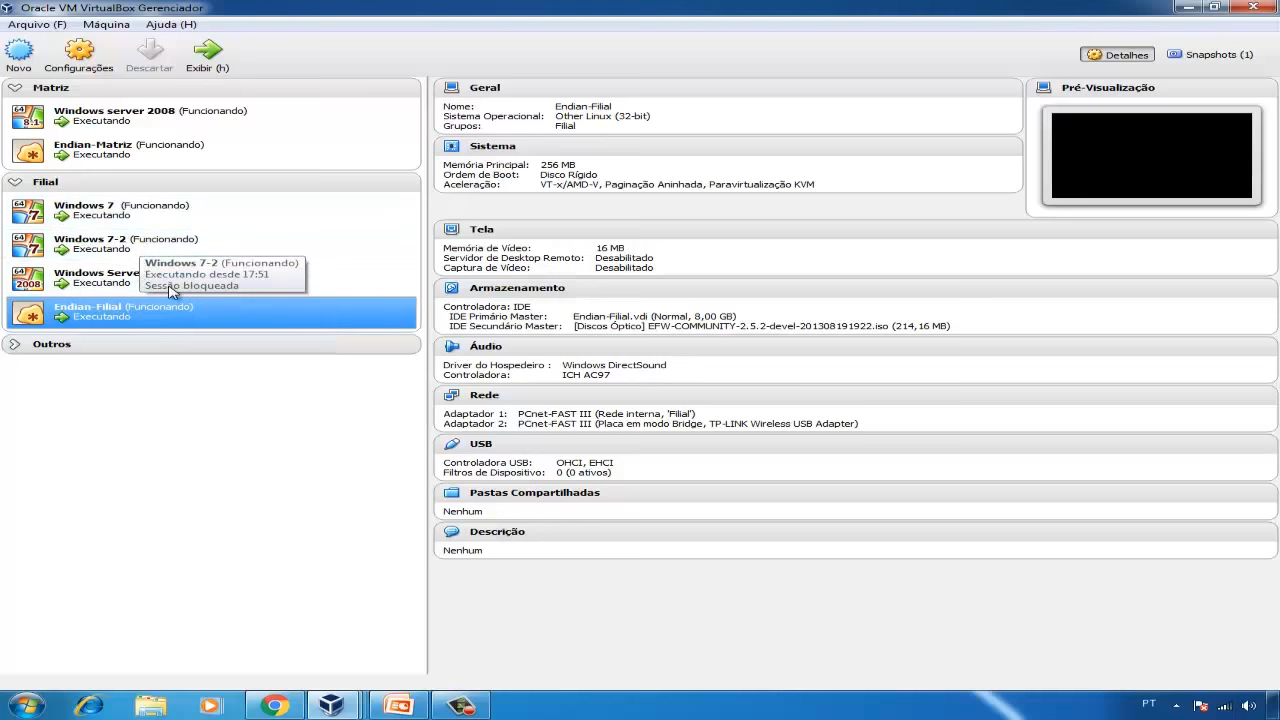 Oracle VM VirtualBox Gerenciador
Arquivo (F) Máquina Ajuda (H)
Novo Configurações Descartar Exibir (h)
Detalhes Snapshots (1)
Matriz
Windows server 2008 (Funcionando)
Executando
Endian-Matriz (Funcionando)
Executando
Filial
Windows 7 (Funcionando)
Executando
Windows 7-2 (Funcionando)
Executando
Windows Serve
Executando
Endian-Filial (Funcionando)
Executando
Windows 7-2 (Funcionando)
Executando desde 17:51
Sessão bloqueada
Outros
Geral
Nome: Endian-Filial
Sistema Operacional: Other Linux (32-bit)
Grupos: Filial
Sistema
Memória Principal: 256 MB
Ordem de Boot: Disco Rígido
Aceleração: VT-x/AMD-V, Paginação Aninhada, Paravirtualização KVM
Pré-Visualização
Tela
Memória de Vídeo: 16 MB
Servidor de Desktop Remoto: Desabilitado
Captura de Vídeo: Desabilitado
Armazenamento
Controladora: IDE
IDE Primário Master: Endian-Filial.vdi (Normal, 8,00 GB)
IDE Secundário Master: [Discos Óptico] EFW-COMMUNITY-2.5.2-devel-201308191922.iso (214,16 MB)
Áudio
Driver do Hospedeiro : Windows DirectSound
Controladora: ICH AC97
Rede
Adaptador 1: PCnet-FAST III (Rede interna, 'Filial')
Adaptador 2: PCnet-FAST III (Placa em modo Bridge, TP-LINK Wireless USB Adapter)
USB
Controladora USB: OHCI, EHCI
Filtros de Dispositivo: 0 (0 ativos)
Pastas Compartilhadas
Nenhum
Descrição
Nenhum
PT